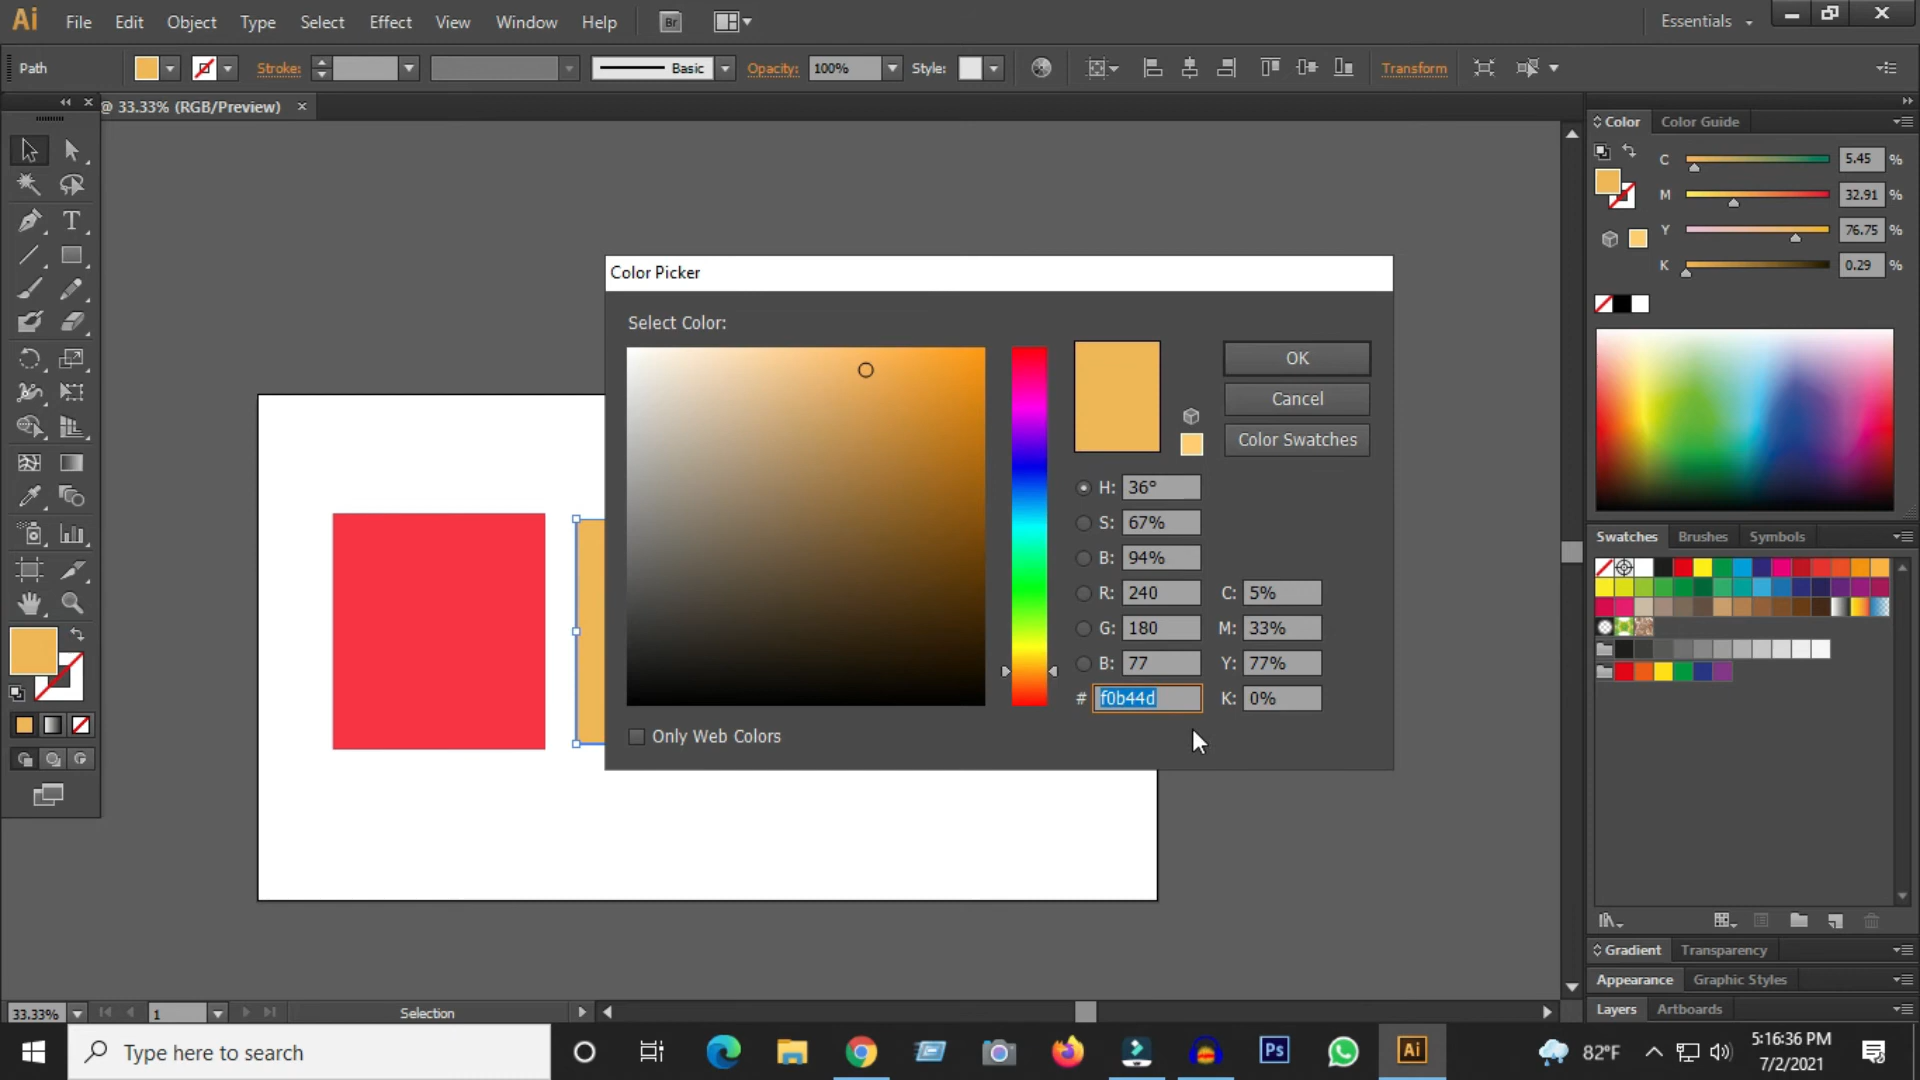 Ai File Edit Object Type Select Effect View Window Help Br Essentials
Path Stroke: Basic Opacity: 100% Style: Transform
@ 33.33% (RGB/Preview)
Color Color Guide
C 5.45 %
M 32.91 %
Y 76.75 %
K 0.29 %
T
Color Picker
Select Color:
OK
Cancel
Color Swatches
H: 36°
S: 67%
B: 94%
R: 240 C: 5%
G: 180 M: 33%
B: 77 Y: 77%
# f0b44d K: 0%
Only Web Colors
Swatches Brushes Symbols
Gradient Transparency
Appearance Graphic Styles
Layers Artboards
33.33% 1 Selection
Type here to search
Ps Ai
82°F
5:16:36 PM
7/2/2021